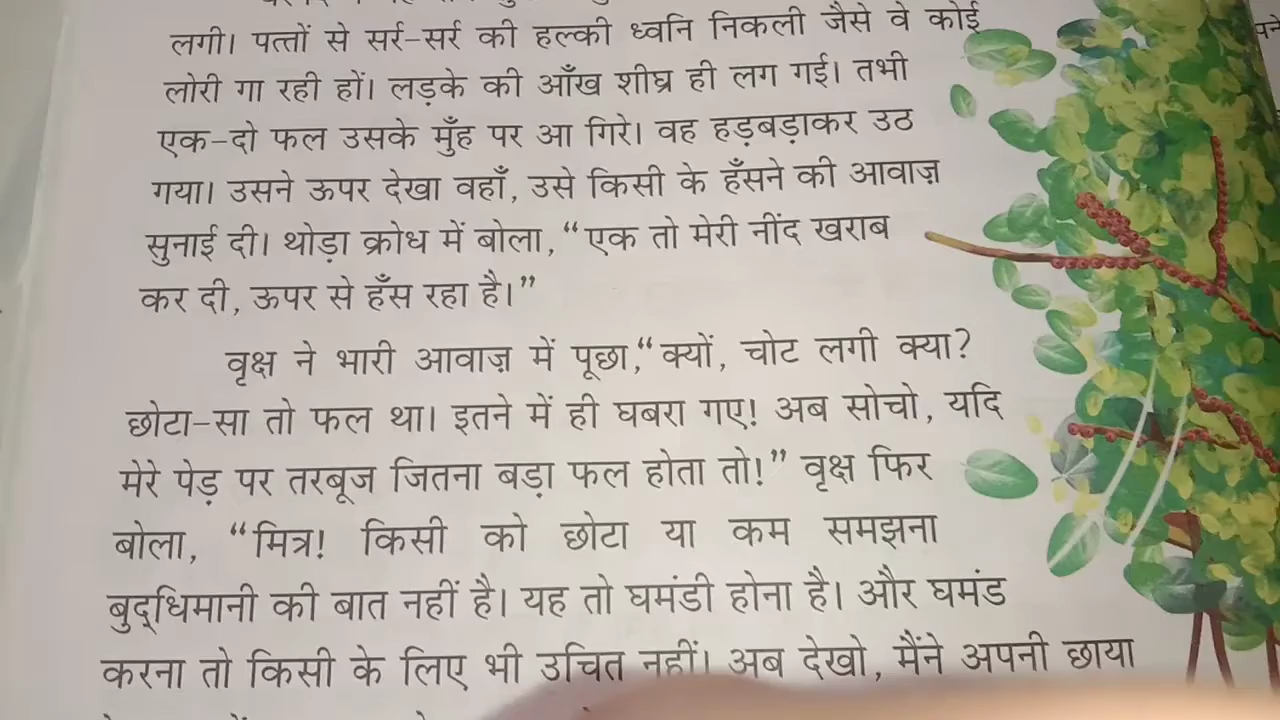 लगी। पत्तों से सर्र-सर्र की हल्की ध्वनि निकली जैसे वे कोई
लोरी गा रही हों। लड़के की आँख शीघ्र ही लग गई। तभी
एक-दो फल उसके मुँह पर आ गिरे। वह हड़बड़ाकर उठ
गया। उसने ऊपर देखा वहाँ, उसे किसी के हँसने की आवाज़
सुनाई दी। थोड़ा क्रोध में बोला, “एक तो मेरी नींद खराब
कर दी, ऊपर से हँस रहा है।”
वृक्ष ने भारी आवाज़ में पूछा,“क्यों, चोट लगी क्या?
छोटा-सा तो फल था। इतने में ही घबरा गए! अब सोचो, यदि
मेरे पेड़ पर तरबूज जितना बड़ा फल होता तो!” वृक्ष फिर
बोला, “मित्र! किसी को छोटा या कम समझना
बुद्‌धिमानी की बात नहीं है। यह तो घमंडी होना है। और घमंड
करना तो किसी के लिए भी उचित नहीं। अब देखो, मैंने अपनी छाया